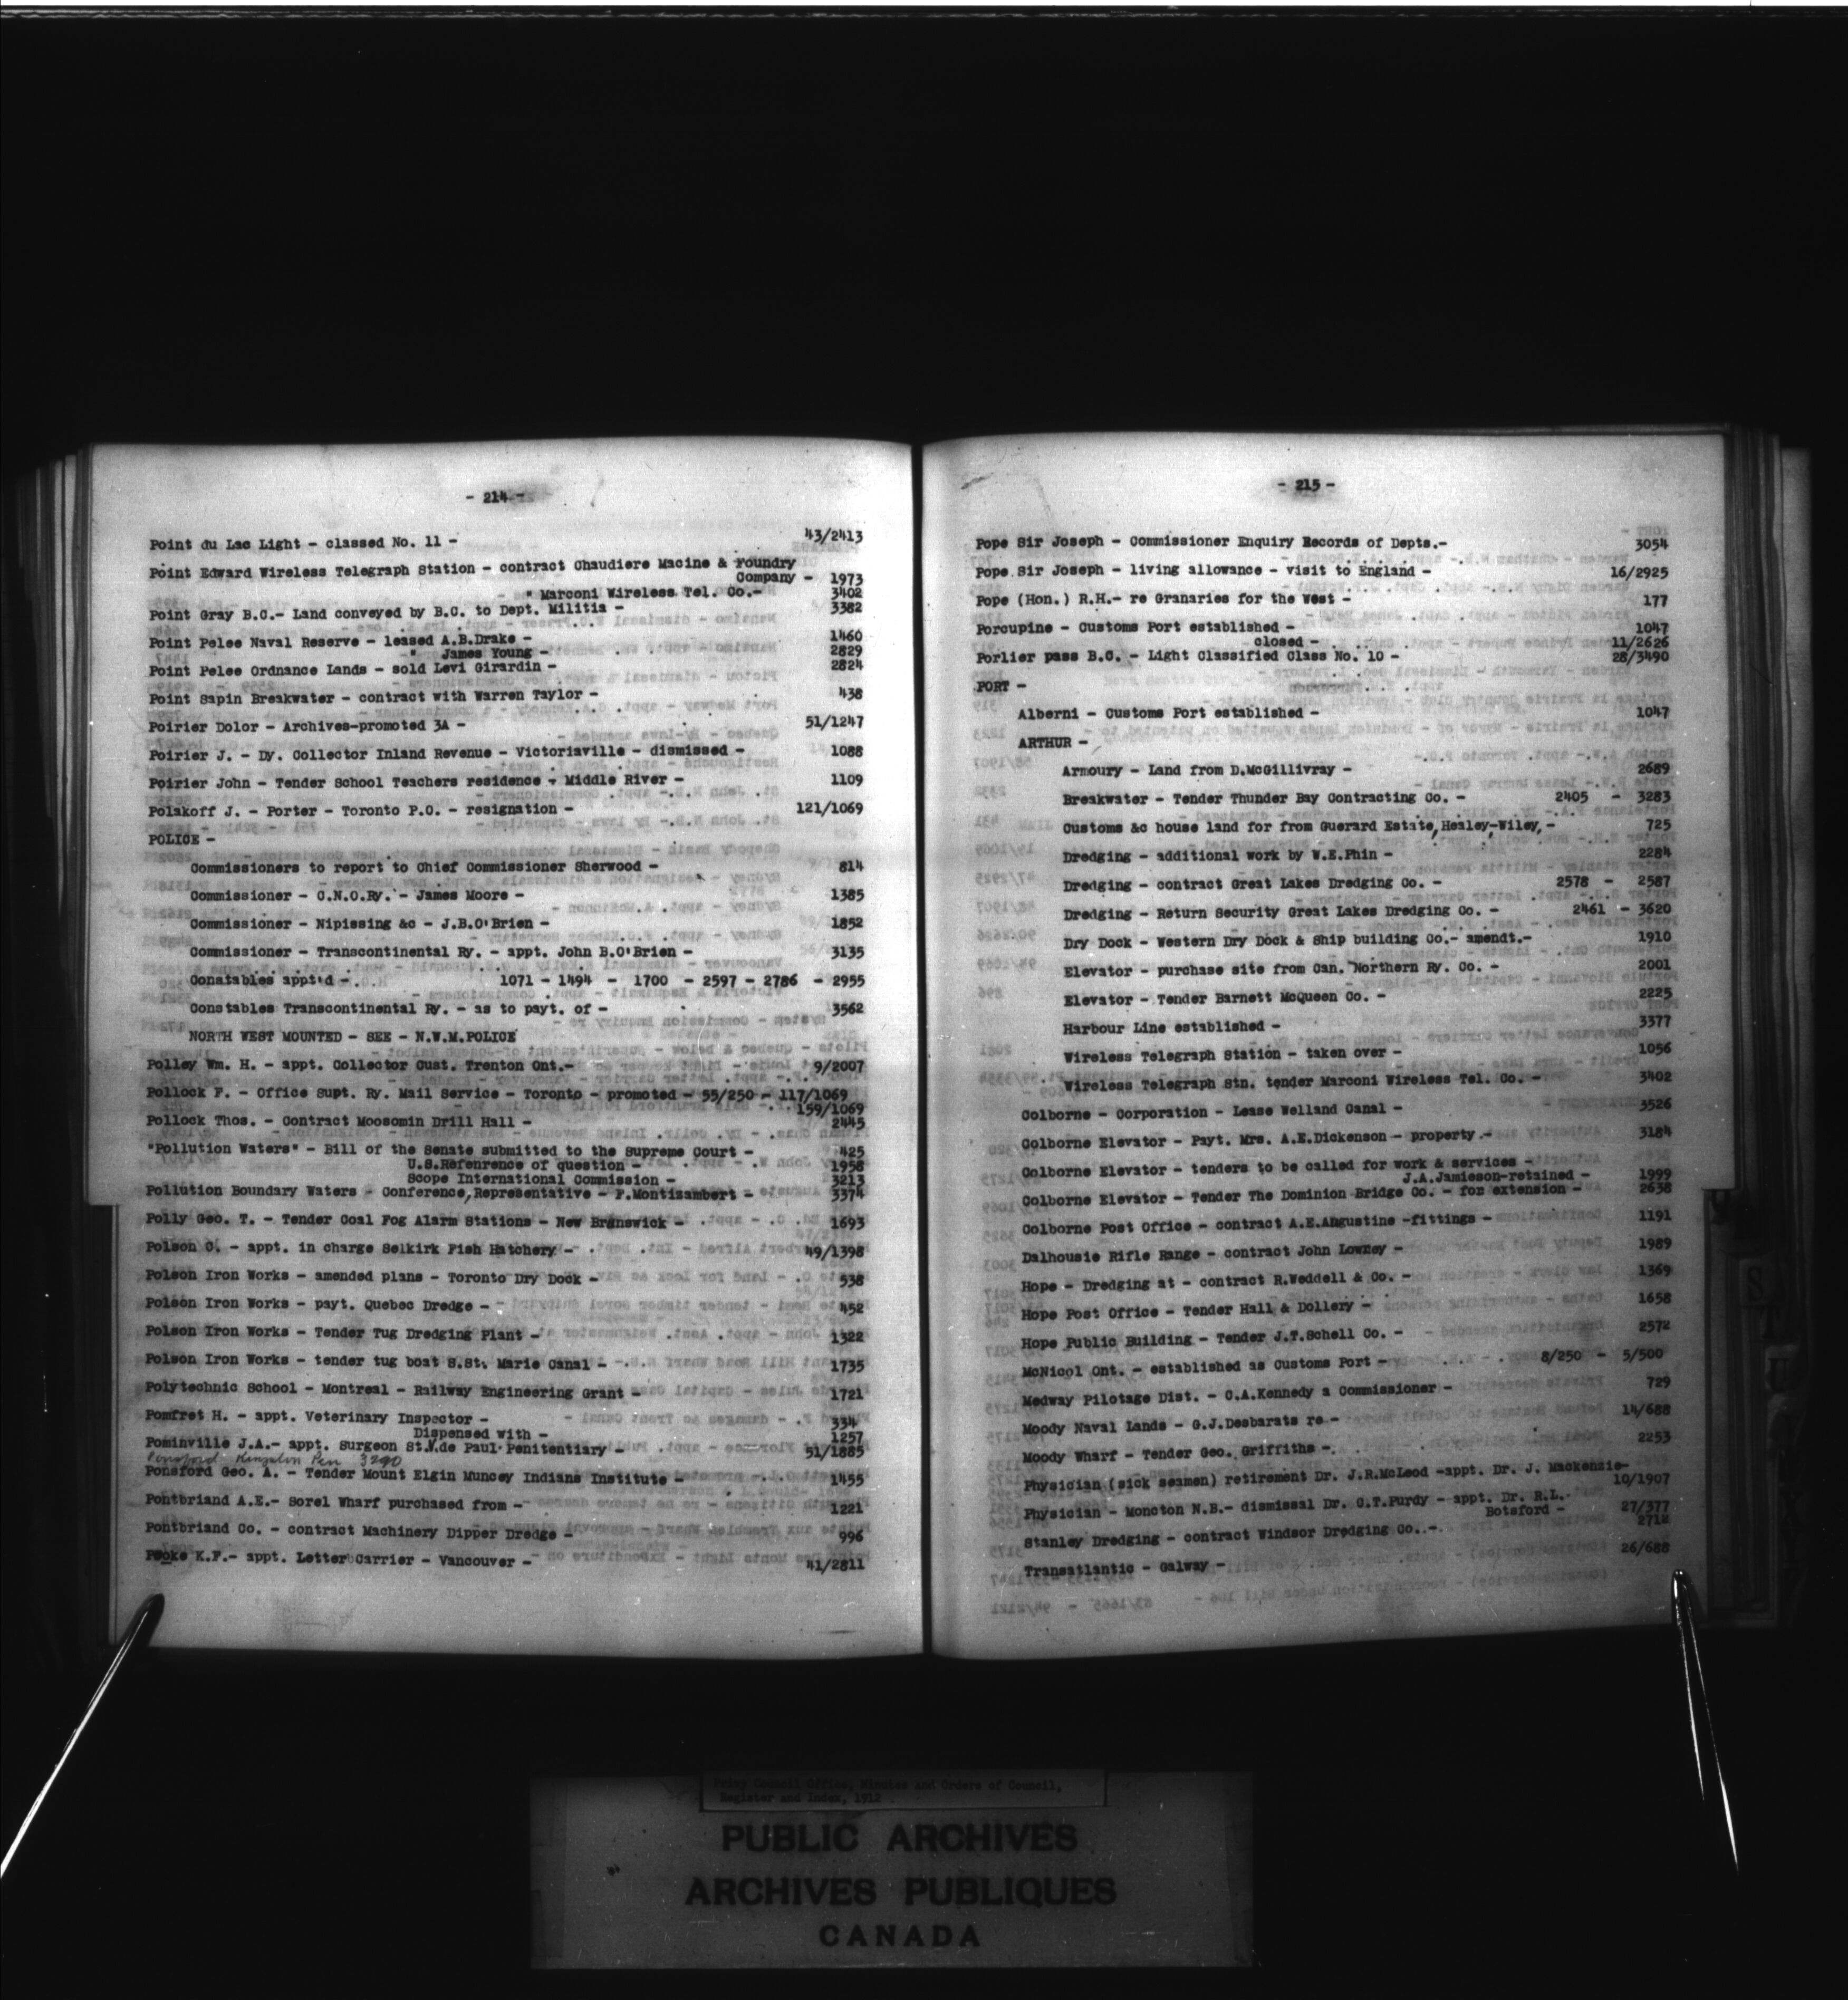 - 214 -
Point du Lac Light - classed No. 11 - 43/2413
Point Edward Wireless Telegraph Station - contract Chaudiere Macine & Foundry
Company - 1973
" Marconi Wireless Tel. Co.- 3402
Point Gray B.C.- Land conveyed by B.C. to Dept. Militia - 3382
Point Pelee Naval Reserve - leased A.B.Drake - 1460
" James Young - 2829
Point Pelee Ordnance Lands - sold Levi Girardin - 2824
Point Sapin Breakwater - contract with Warren Taylor - 438
Poirier Dolor - Archives-promoted 3A - 51/1247
Poirier J. - Dy. Collector Inland Revenue - Victoriaville - dismissed - 1088
Poirier John - Tender School Teachers residence - Middle River - 1109
Polakoff J. - Porter - Toronto P.O. - resignation - 121/1069
POLICE -
Commissioners to report to Chief Commissioner Sherwood - 814
Commissioner - C.N.O.Ry. - James Moore - 1385
Commissioner - Nipissing &c - J.B.O'Brien - 1852
Commissioner - Transcontinental Ry. - appt. John B.O'Brien - 3135
Constables appt'd - 1071 - 1494 - 1700 - 2597 - 2786 - 2955
Constables Transcontinental Ry. - as to payt. of - 3562
NORTH WEST MOUNTED - SEE - N.W.M.POLICE
Polley Wm. H. - appt. Collector Cust. Trenton Ont.- 9/2007
Pollock F. - Office Supt. Ry. Mail Service - Toronto - promoted - 55/250 - 117/1069
159/1069
Pollock Thos. - Contract Moosomin Drill Hall - 2445
"Pollution Waters" - Bill of the Senate submitted to the Supreme Court - 425
U.S.Refenrence of question - 1958
Scope International Commission - 3213
Pollution Boundary Waters - Conference,Representative - F.Montizambert - 3374
Polly Geo. T. - Tender Coal Fog Alarm Stations - New Brunswick - 1693
Polson C. - appt. in charge Selkirk Fish Hatchery - 49/1398
Polson Iron Works - amended plans - Toronto Dry Dock - 538
Polson Iron Works - payt. Quebec Dredge - 452
Polson Iron Works - Tender Tug Dredging Plant - 1322
Polson Iron Works - tender tug boat S.St. Marie Canal - 1735
Polytechnic School - Montreal - Railway Engineering Grant - 1721
Pomfret H. - appt. Veterinary Inspector - 334
Dispensed with - 1257
Pominville J.A.- appt. Surgeon St.V.de Paul Penitentiary - 51/1885
Ponsford Kingston Pen 3290
Ponsford Geo. A. - Tender Mount Elgin Muncey Indians Institute - 1455
Pontbriand A.E.- Sorel Wharf purchased from - 1221
Pontbriand Co. - contract Machinery Dipper Dredge - 996
Pooke K.F.- appt. Letter Carrier - Vancouver - 41/2811
- 215 -
Pope Sir Joseph - Commissioner Enquiry Records of Depts.- 3054
Pope Sir Joseph - living allowance - visit to England - 16/2925
Pope (Hon.) R.H.- re Granaries for the West - 177
Porcupine - Customs Port established - 1047
closed - 11/2626
Porlier pass B.C. - Light Classified Class No. 10 - 28/3490
PORT -
Alberni - Customs Port established - 1047
ARTHUR -
Armoury - Land from D.McGillivray - 2689
Breakwater - Tender Thunder Bay Contracting Co. - 2405 - 3283
Customs &c house land for from Guerard Estate,Healey-Wiley,- 725
Dredging - additional work by W.E.Phin - 2284
Dredging - contract Great Lakes Dredging Co. - 2578 - 2587
Dredging - Return Security Great Lakes Dredging Co. - 2461 - 3620
Dry Dock - Western Dry Dock & Ship building Co.- amendt.- 1910
Elevator - purchase site from Can. Northern Ry. Co. - 2001
Elevator - Tender Barnett McQueen Co. - 2225
Harbour Line established - 3377
Wireless Telegraph Station - taken over - 1056
Wireless Telegraph Stn. tender Marconi Wireless Tel. Co. - 3402
Colborne - Corporation - Lease Welland Canal - 3526
Colborne Elevator - Payt. Mrs. A.E.Dickenson - property - 3184
Colborne Elevator - tenders to be called for work & services -
J.A.Jamieson-retained - 1999
Colborne Elevator - Tender The Dominion Bridge Co. - for extension - 2638
Colborne Post Office - contract A.E.Angustine -fittings - 1191
Dalhousie Rifle Range - contract John Lowrey - 1989
Hope - Dredging at - contract R.Weddell & Co. - 1369
Hope Post Office - Tender Hall & Dollery - 1658
Hope Public Building - Tender J.T.Schell Co. - 2572
McNicol Ont. - established as Customs Port - 8/250 - 5/500
Medway Pilotage Dist. - C.A.Kennedy a Commissioner - 729
Moody Naval Lands - G.J.Desbarats re - 14/688
Moody Wharf - Tender Geo. Griffiths - 2253
Physician (sick seamen) retirement Dr. J.R.McLeod -appt. Dr. J. Mackenzie-
10/1907
Physician - Moncton N.B.- dismissal Dr. C.T.Purdy - appt. Dr. R.L.
Botsford - 27/377
Stanley Dredging - contract Windsor Dredging Co. - 2712
Transatlantic - Galway - 26/688
Privy Council Office, Minutes and Orders of Council,
Register and Index, 1912
PUBLIC ARCHIVES
ARCHIVES PUBLIQUES
CANADA